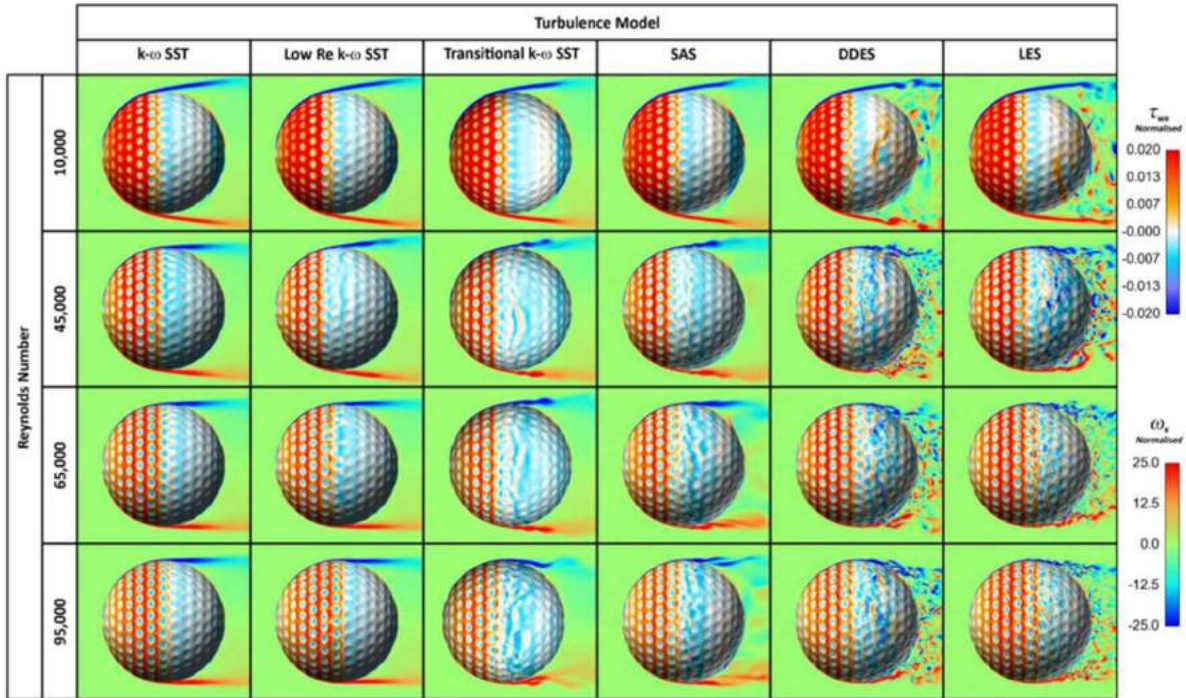 Turbulence Model
k-ω SST
Low Re k-ω SST
Transitional k-ω SST
SAS
DDES
LES
Reynolds Number
10,000
45,000
65,000
95,000
τwx
Normalised
0.020
0.013
0.007
-0.000
-0.007
-0.013
-0.020
ωx
Normalised
25.0
12.5
0.0
-12.5
-25.0